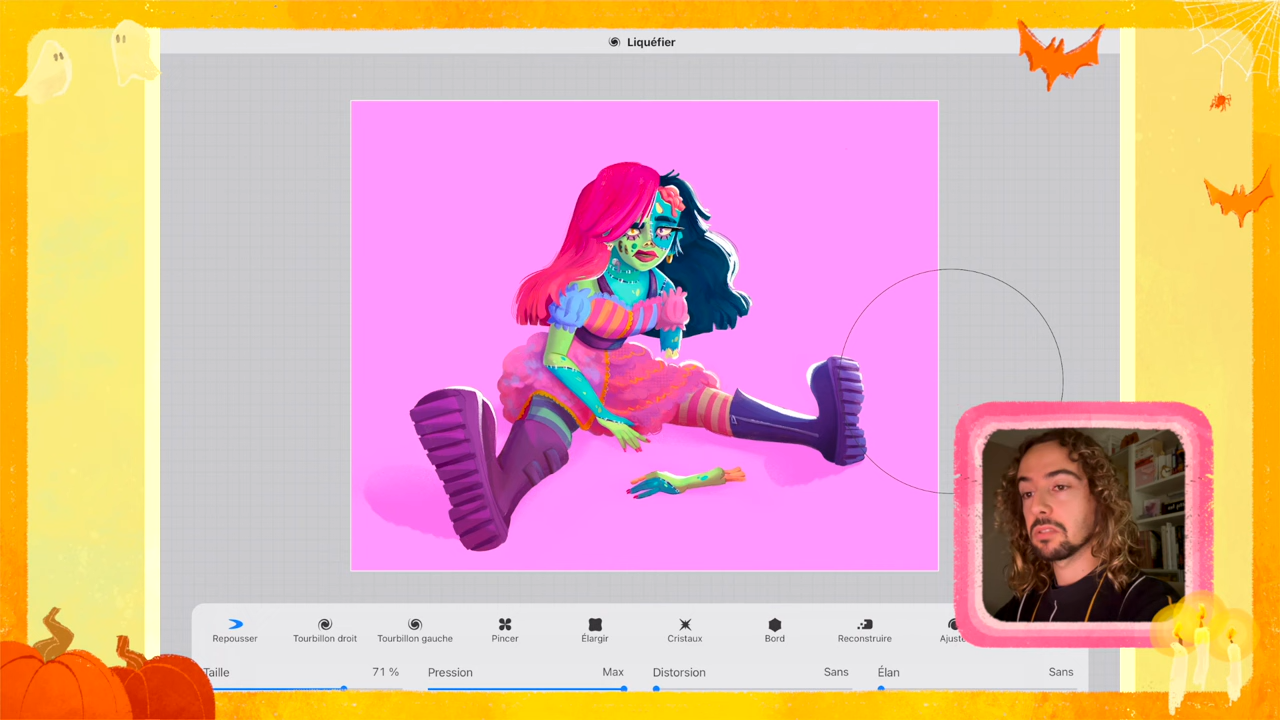 Liquéfier
Repousser
Tourbillon droit
Tourbillon gauche
Pincer
Élargir
Cristaux
Bord
Reconstruire
Taille
71 %
Pression
Max
Distorsion
Sans
Élan
Sans